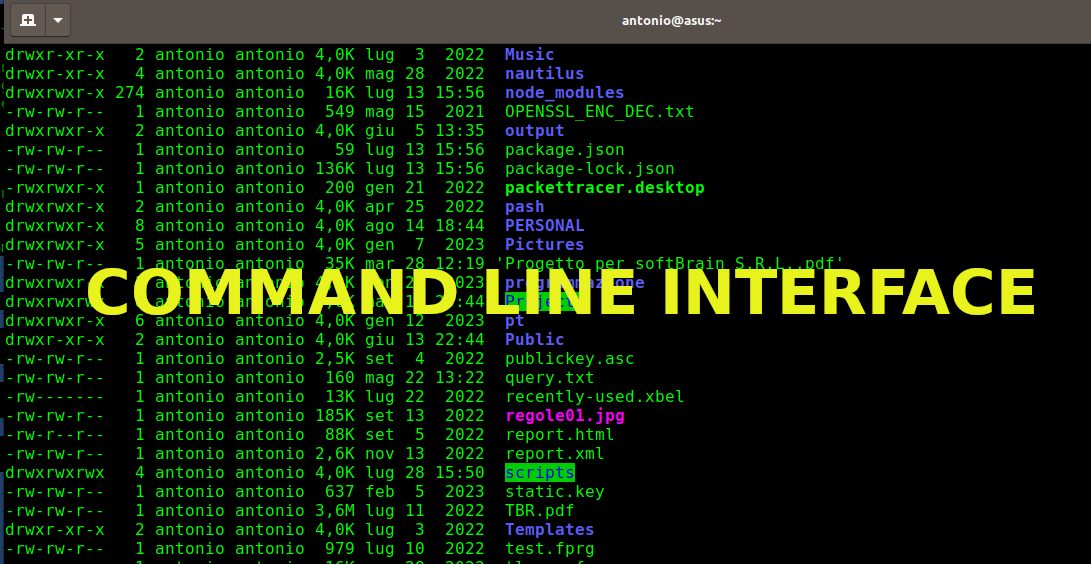 antonio@asus:~
drwxr-xr-x 2 antonio antonio 4,0K lug 3 2022 Music
drwxr-xr-x 4 antonio antonio 4,0K mag 28 2022 nautilus
drwxrwxr-x 274 antonio antonio 16K lug 13 15:56 node_modules
-rw-rw-r-- 1 antonio antonio 549 mag 15 2021 OPENSSL_ENC_DEC.txt
drwxrwxr-x 2 antonio antonio 4,0K giu 5 13:35 output
-rw-rw-r-- 1 antonio antonio 59 lug 13 15:56 package.json
-rw-rw-r-- 1 antonio antonio 136K lug 13 15:56 package-lock.json
-rwxrwxr-x 1 antonio antonio 200 gen 21 2022 packettracer.desktop
drwxrwxr-x 2 antonio antonio 4,0K apr 25 2022 pash
drwxrwxr-x 8 antonio antonio 4,0K ago 14 18:44 PERSONAL
drwxrwxr-x 5 antonio antonio 4,0K gen 7 2023 Pictures
-rw-rw-r-- 1 antonio antonio 35K mar 28 12:19 'Progetto per softBrain S.R.L..pdf'
drwxrwxr-x antonio antonio 2023 programmazione
COMMAND LINE INTERFACE
antonio antonio
drwxrwxr-x 6 antonio antonio 4,0K gen 12 2023 pt
drwxr-xr-x 2 antonio antonio 4,0K giu 13 22:44 Public
-rw-rw-r-- 1 antonio antonio 2,5K set 4 2022 publickey.asc
-rw-rw-r-- 1 antonio antonio 160 mag 22 13:22 query.txt
-rw------- 1 antonio antonio 13K lug 22 2022 recently-used.xbel
-rw-rw-r-- 1 antonio antonio 185K set 13 2022 regole01.jpg
-rw-r--r-- 1 antonio antonio 88K set 5 2022 report.html
-rw-rw-r-- 1 antonio antonio 2,6K nov 13 2022 report.xml
drwxrwxrwx 4 antonio antonio 4,0K lug 28 15:50 scripts
-rw-rw-r-- 1 antonio antonio 637 feb 5 2023 static.key
-rw-rw-r-- 1 antonio antonio 3,6M lug 11 2022 TBR.pdf
drwxr-xr-x 2 antonio antonio 4,0K lug 3 2022 Templates
-rw-rw-r-- 1 antonio antonio 979 lug 10 2022 test.fprg